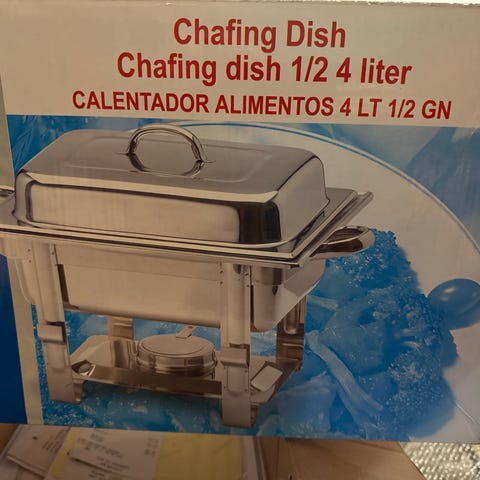 Chafing Dish
Chafing dish 1/2 4 liter
CALENTADOR ALIMENTOS 4 LT 1/2 GN